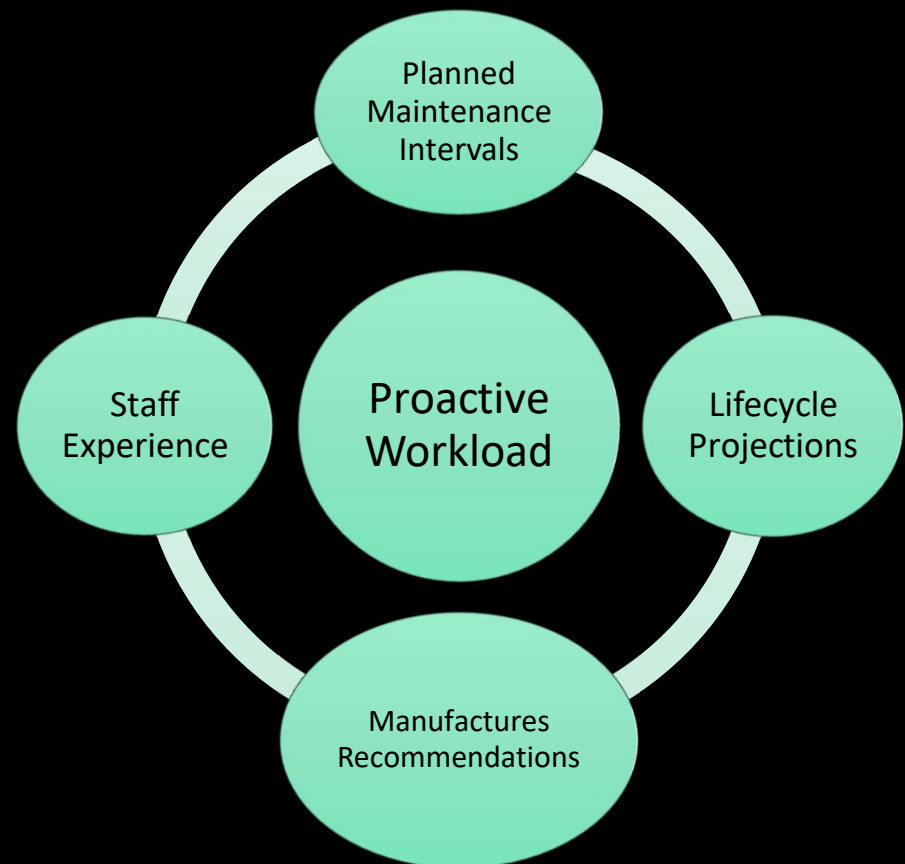 Planned
Maintenance
Intervals
Staff
Experience
Proactive
Workload
Lifecycle
Projections
Manufactures
Recommendations